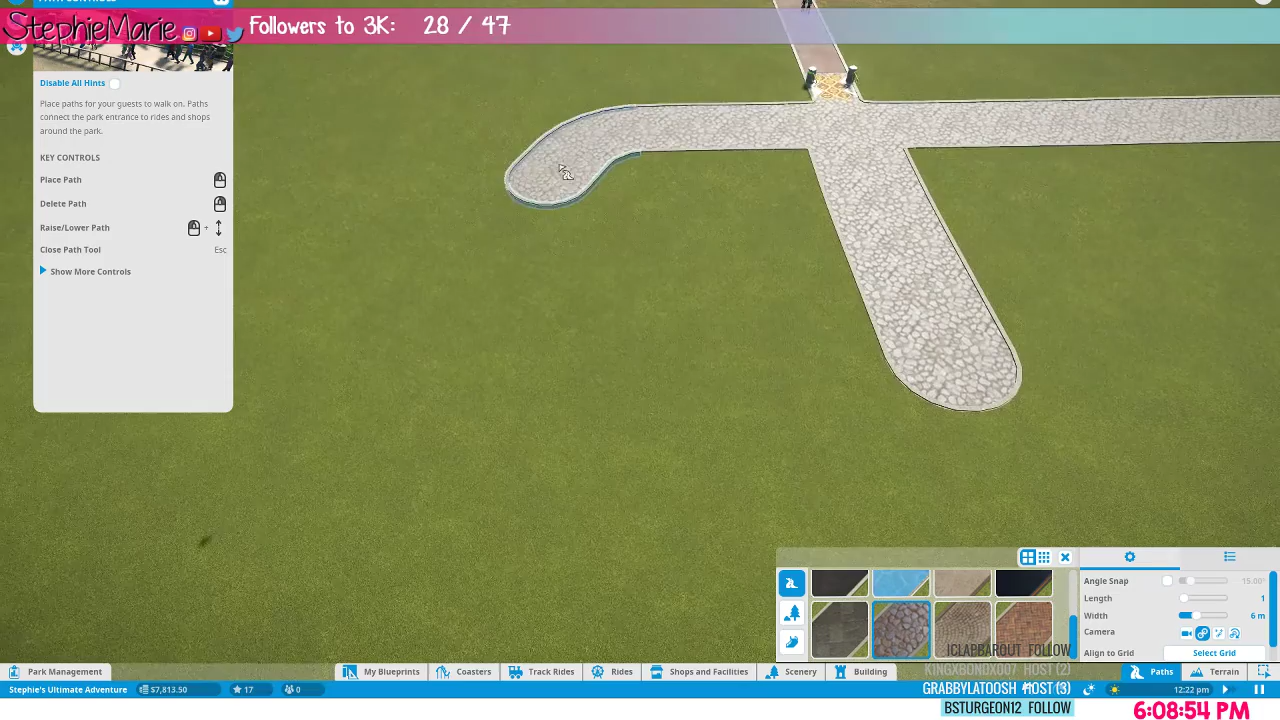 StephieMarie
Followers to 3K: 28 / 47
Disable All Hints
Place paths for your guests to walk on. Paths
connect the park entrance to rides and shops
around the park.
KEY CONTROLS
Place Path
Delete Path
Raise/Lower Path
+
Close Path Tool
Esc
Show More Controls
Angle Snap
15.00°
Length
1
Width
6 m
Camera
Align to Grid
Select Grid
ICLAPBAROUT FOLLOW
Park Management
My Blueprints
Coasters
Track Rides
Rides
Shops and Facilities
Scenery
Building
Paths
Terrain
Stephie's Ultimate Adventure
$7,813.50
17
0
GRABBYLATOOSH HOST (3)
12:22 pm
BSTURGEON12 FOLLOW
6:08:54 PM